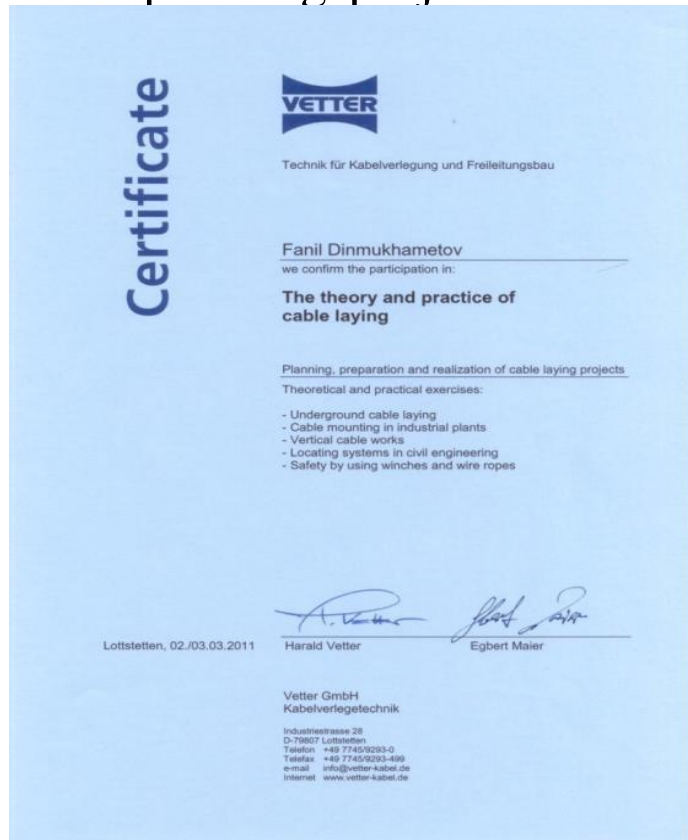 Certificate
VETTER
Technik für Kabelverlegung und Freileitungsbau
Fanil Dinmukhametov
we confirm the participation in:
The theory and practice of
cable laying
Planning, preparation and realization of cable laying projects
Theoretical and practical exercises:
- Underground cable laying
- Cable mounting in industrial plants
- Vertical cable works
- Locating systems in civil engineering
- Safety by using winches and wire ropes
Lottstetten, 02./03.03.2011
Harald Vetter
Egbert Maier
Vetter GmbH
Kabelverlegetechnik
Industriestrasse 28
D-79807 Lottstetten
Telefon +49 7745/9293-0
Telefax +49 7745/9293-499
e-mail info@vetter-kabel.de
Internet www.vetter-kabel.de